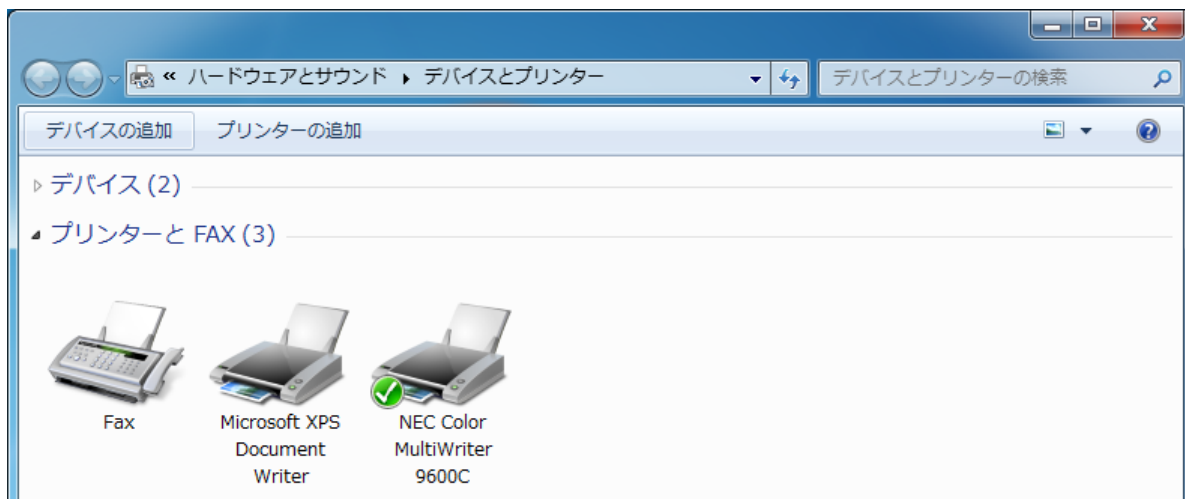 « ハードウェアとサウンド ▸ デバイスとプリンター
デバイスとプリンターの検索
デバイスの追加 プリンターの追加
デバイス (2)
プリンターと FAX (3)
Fax
Microsoft XPS
Document
Writer
NEC Color
MultiWriter
9600C